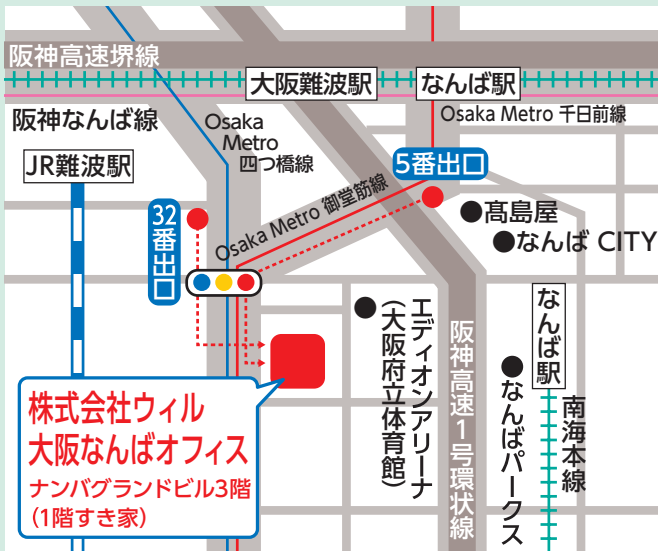 阪神高速堺線
大阪難波駅
なんば駅
阪神なんば線
Osaka
Metro
四つ橋線
Osaka Metro 千日前線
JR難波駅
5番出口
32番出口
Osaka Metro 御堂筋線
髙島屋
なんば CITY
エディオンアリーナ
(大阪府立体育館)
阪神高速1号環状線
なんば駅
南海本線
なんばパークス
株式会社ウィル
大阪なんばオフィス
ナンバグランドビル3階
(1階すき家)